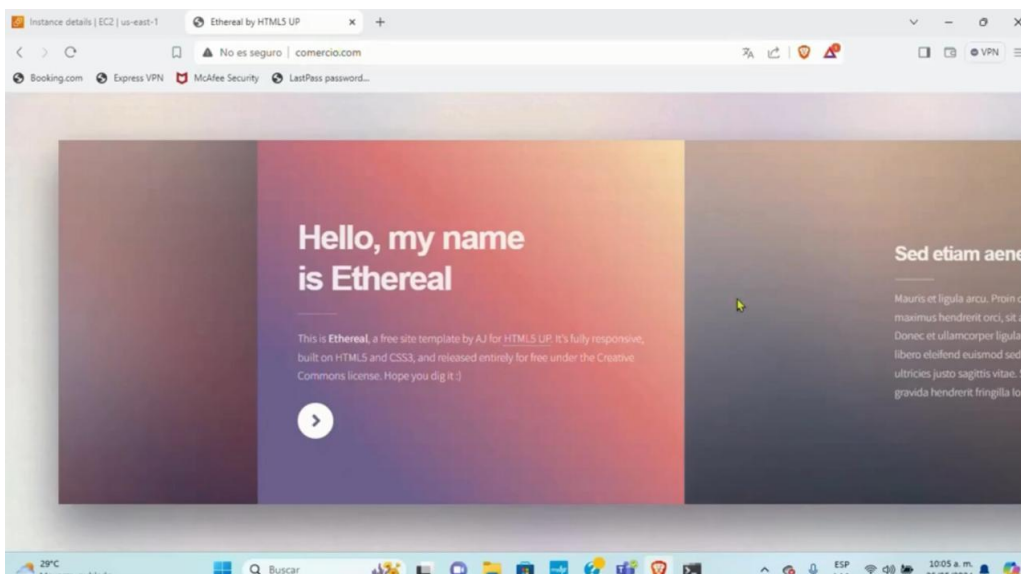 Instance details | EC2 | us-east-1
Ethereal by HTML5 UP
No es seguro | comercio.com
VPN
Booking.com
Express VPN
McAfee Security
LastPass password...
Hello, my name
is Ethereal
This is Ethereal, a free site template by AJ for HTML5 UP. It's fully responsive,
built on HTML5 and CSS3, and released entirely for free under the Creative
Commons license. Hope you dig it :)
Sed etiam aene
Mauris et ligula arcu. Proin
maximus hendrerit orci, sit
Donec et ullamcorper ligula
libero eleifend euismod sed
ultricies justo sagittis vitae.
gravida hendrerit fringilla lo
29°C
Buscar
ESP
10:05 a. m.